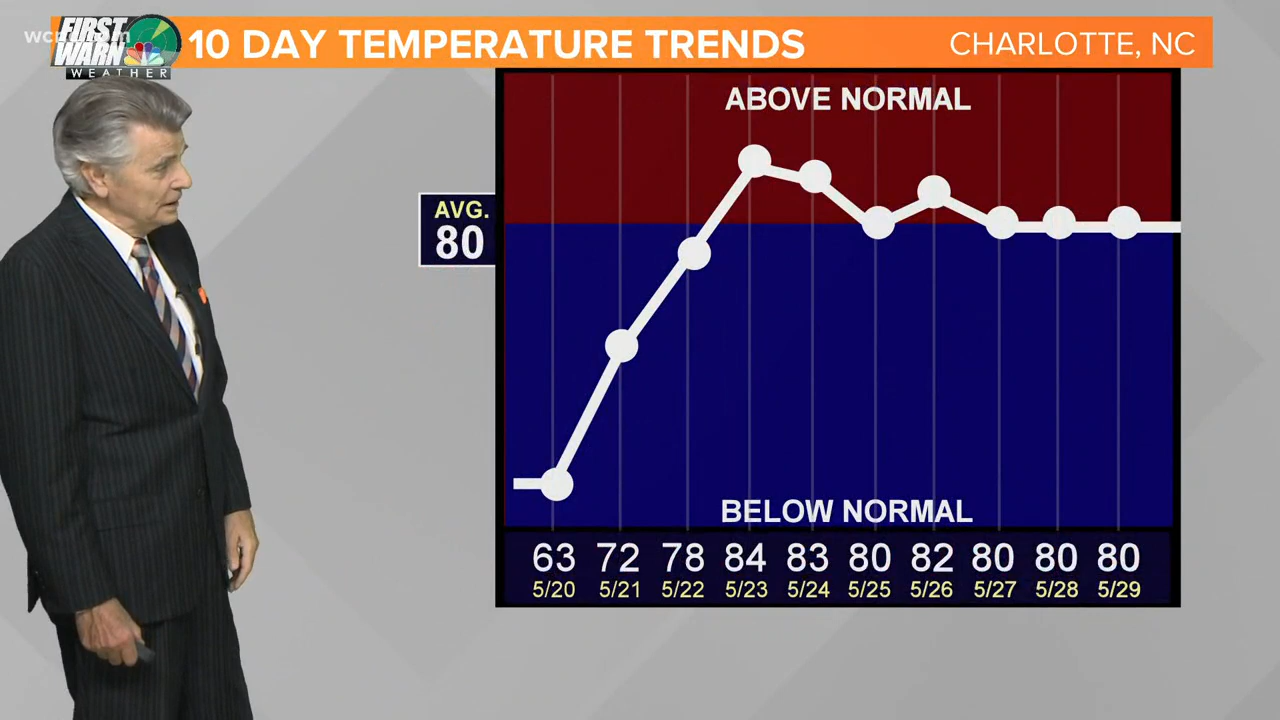 wcnc.com
FIRST
WARN
WEATHER
10 DAY TEMPERATURE TRENDS
CHARLOTTE, NC
ABOVE NORMAL
AVG.
80
BELOW NORMAL
63 72 78 84 83 80 82 80 80 80
5/20 5/21 5/22 5/23 5/24 5/25 5/26 5/27 5/28 5/29